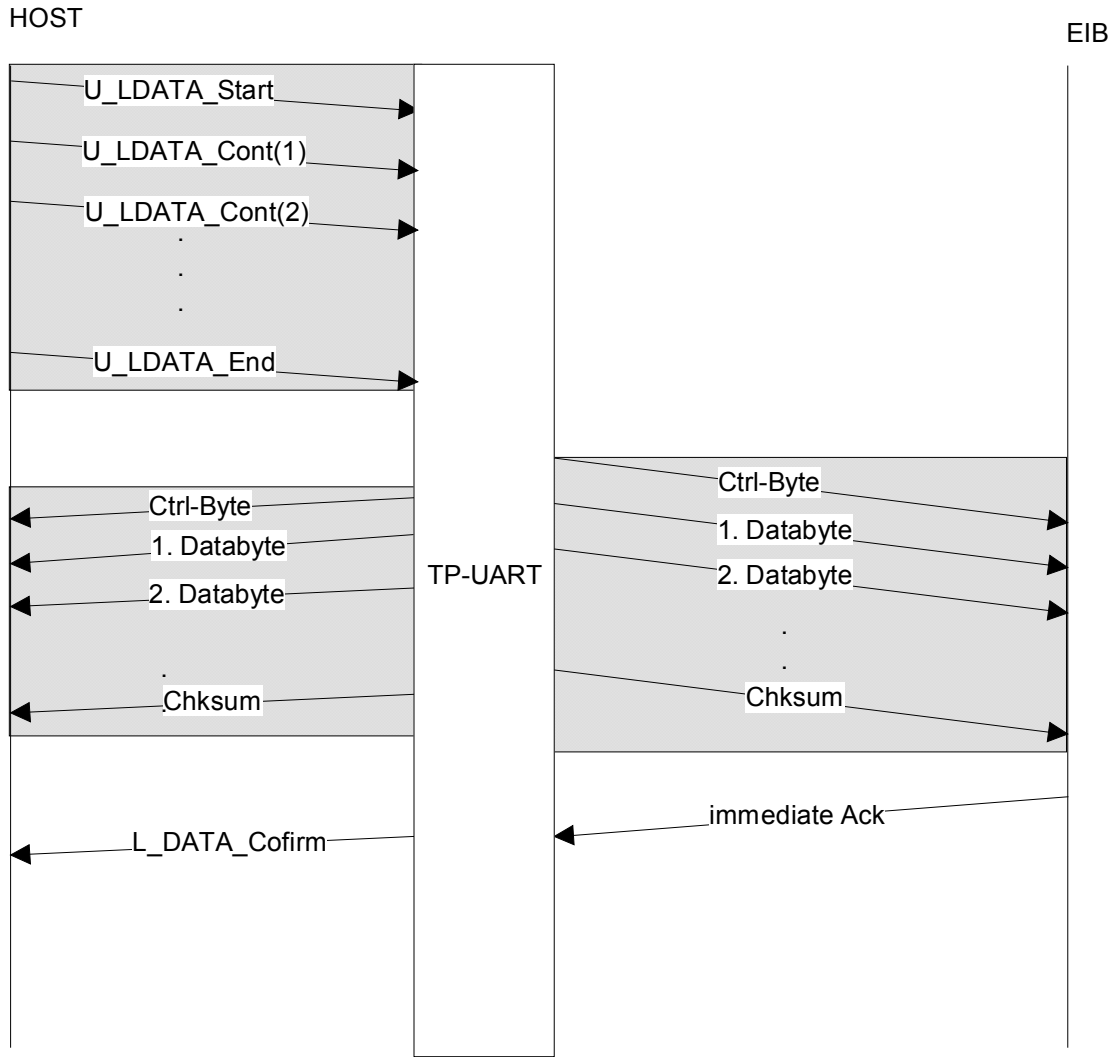 HOST
EIB
U_LDATA_Start
U_LDATA_Cont(1)
U_LDATA_Cont(2)
.
.
.
U_LDATA_End
Ctrl-Byte
1. Databyte
2. Databyte
.
.
Chksum
TP-UART
Ctrl-Byte
1. Databyte
2. Databyte
.
.
Chksum
immediate Ack
L_DATA_Cofirm